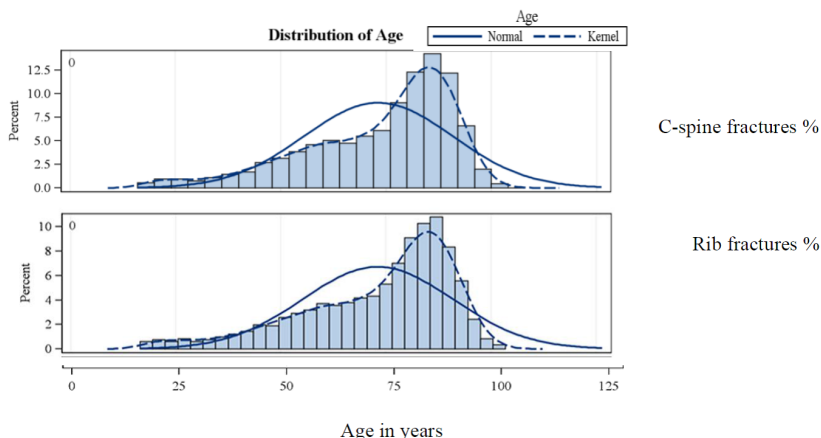 Age
Distribution of Age
Normal
Kernel
0
12.5
10.0
7.5
5.0
2.5
0.0
Percent
C-spine fractures %
0
10
8
6
4
2
0
Percent
Rib fractures %
0 25 50 75 100 125
Age in years